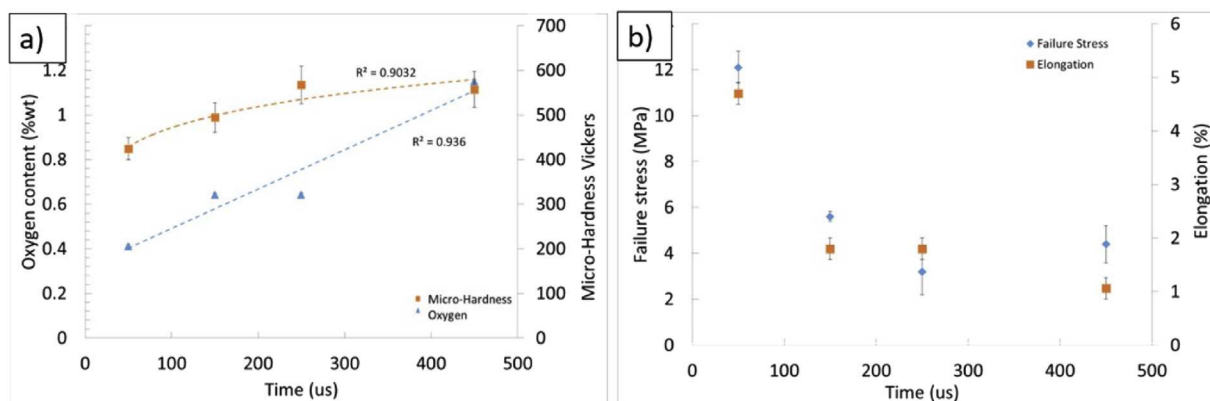 a)
Oxygen content (%wt)
1.2
1
0.8
0.6
0.4
0.2
0
700
600
500
400
300
200
100
0
Micro-Hardness Vickers
R² = 0.9032
R² = 0.936
Micro-Hardness
Oxygen
0 100 200 300 400 500
Time (us)
b)
Failure stress (MPa)
12
10
8
6
4
2
0
6
5
4
3
2
1
0
Elongation (%)
Failure Stress
Elongation
0 100 200 300 400 500
Time (us)